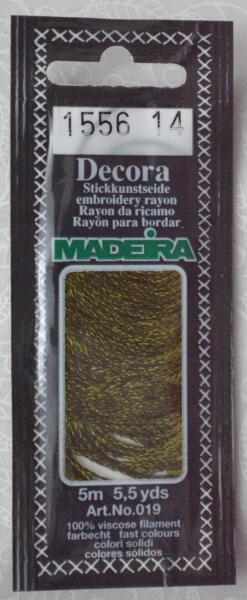 1556 14
Decora
Stickkunstseide
embroidery rayon
Rayon da ricamo
Rayón para bordar
MADEIRA
5m 5,5 yds
Art.No.019
100% viscose filament
farbecht fast colours
colori solidi
colores solidos